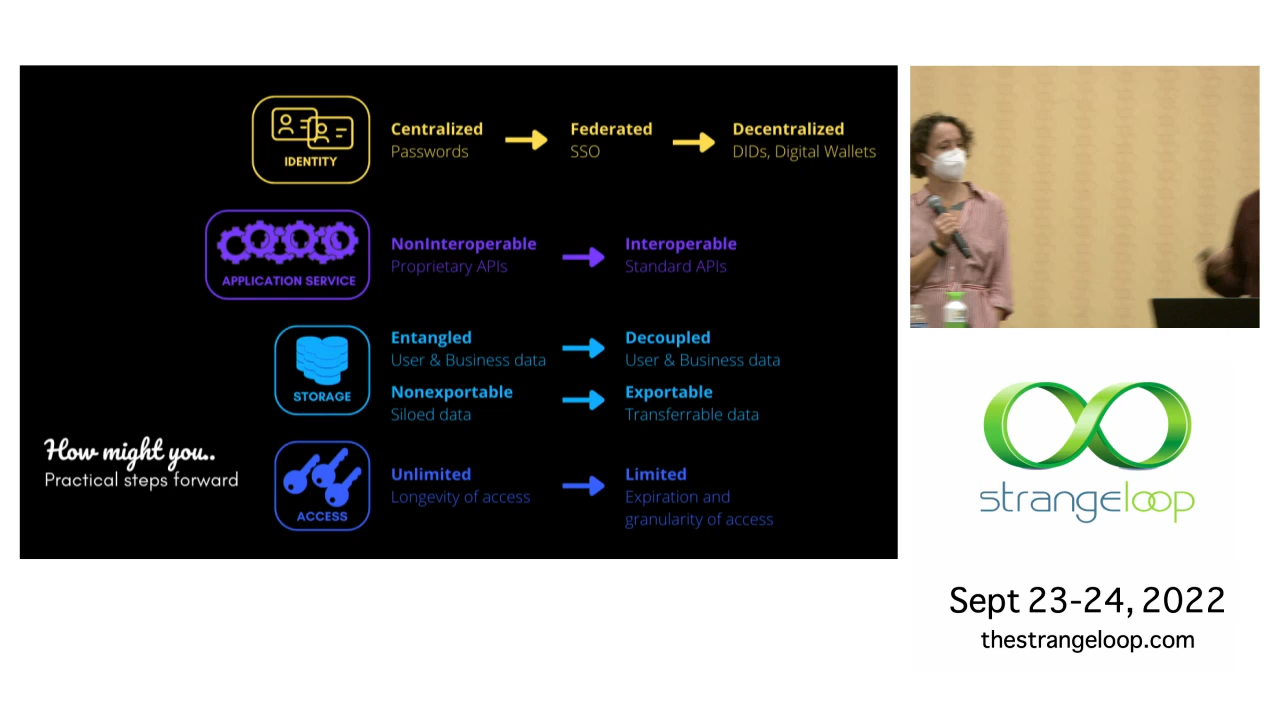 IDENTITY
Centralized
Passwords
Federated
SSO
Decentralized
DIDs, Digital Wallets
APPLICATION SERVICE
NonInteroperable
Proprietary APIs
Interoperable
Standard APIs
STORAGE
Entangled
User & Business data
Decoupled
User & Business data
Nonexportable
Siloed data
Exportable
Transferrable data
How might you..
Practical steps forward
ACCESS
Unlimited
Longevity of access
Limited
Expiration and
granularity of access
strangeloop
Sept 23-24, 2022
thestrangeloop.com